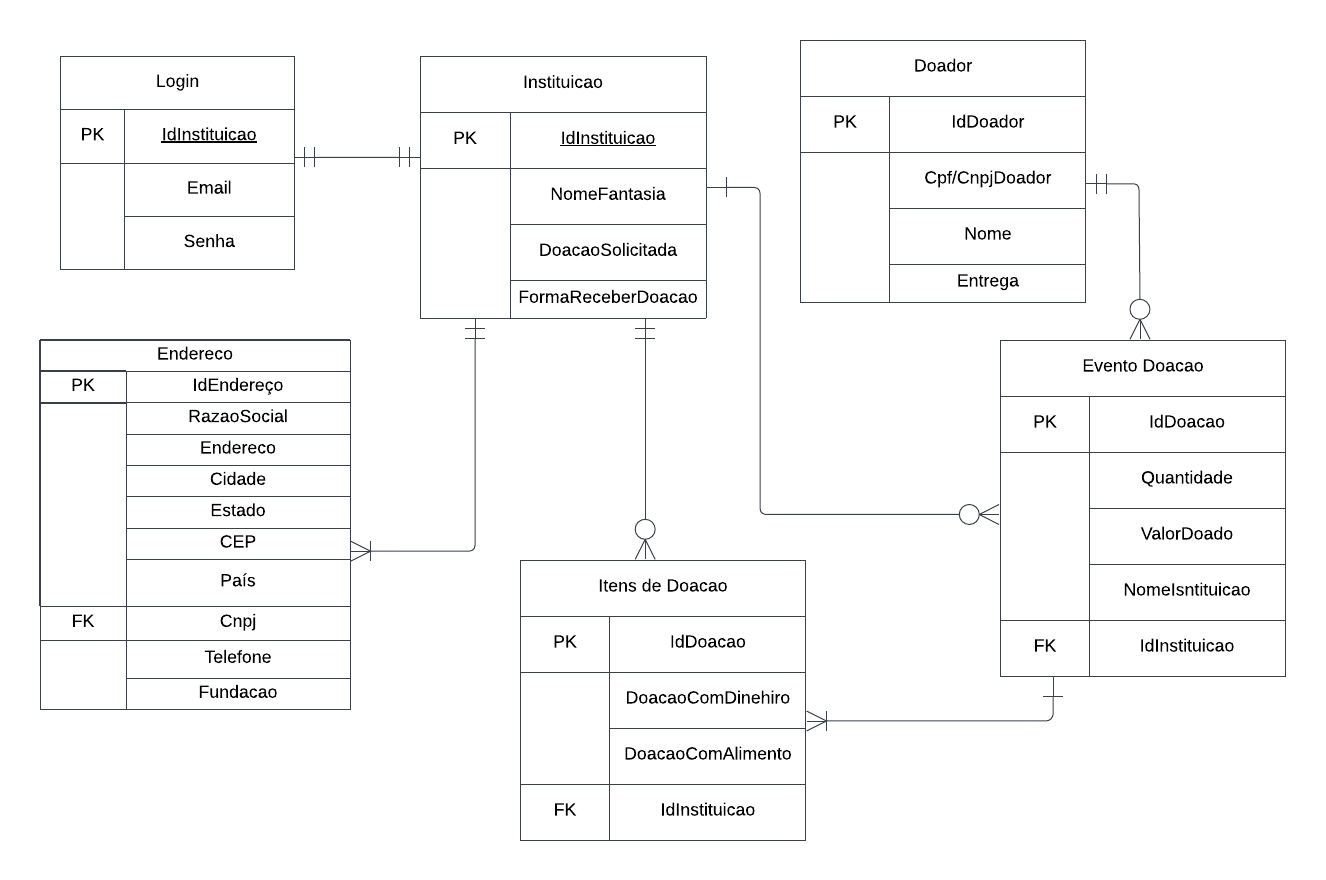 Login
PK IdInstituicao
Email
Senha
Instituicao
PK IdInstituicao
NomeFantasia
DoacaoSolicitada
FormaReceberDoacao
Doador
PK IdDoador
Cpf/CnpjDoador
Nome
Entrega
Endereco
PK IdEndereço
RazaoSocial
Endereco
Cidade
Estado
CEP
País
FK Cnpj
Telefone
Fundacao
Itens de Doacao
PK IdDoacao
DoacaoComDinehiro
DoacaoComAlimento
FK IdInstituicao
Evento Doacao
PK IdDoacao
Quantidade
ValorDoado
NomeIsntituicao
FK IdInstituicao